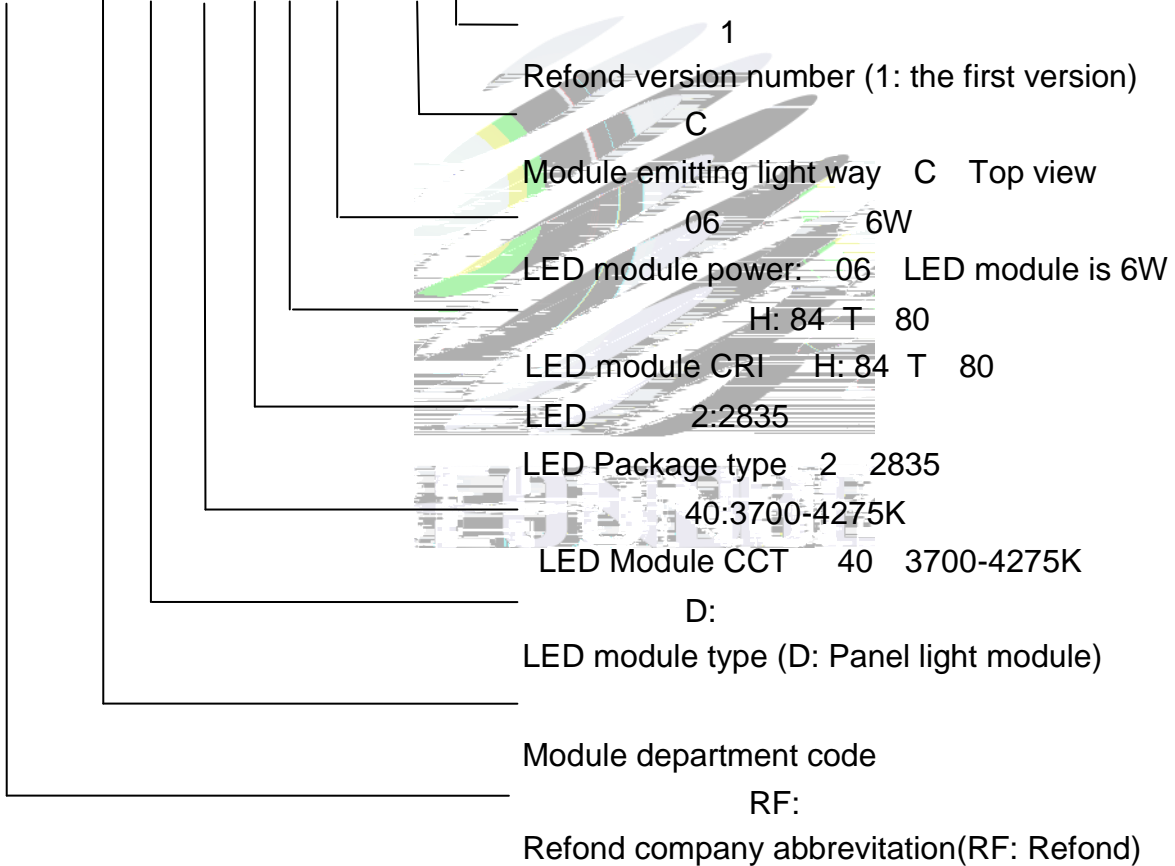 1
Refond version number (1: the first version)
C
Module emitting light way C Top view
06 6W
LED module power: 06 LED module is 6W
H: 84 T 80
LED module CRI H: 84 T 80
LED 2:2835
LED Package type 2 2835
40:3700-4275K
LED Module CCT 40 3700-4275K
D:
LED module type (D: Panel light module)
Module department code
RF:
Refond company abbrevitation(RF: Refond)